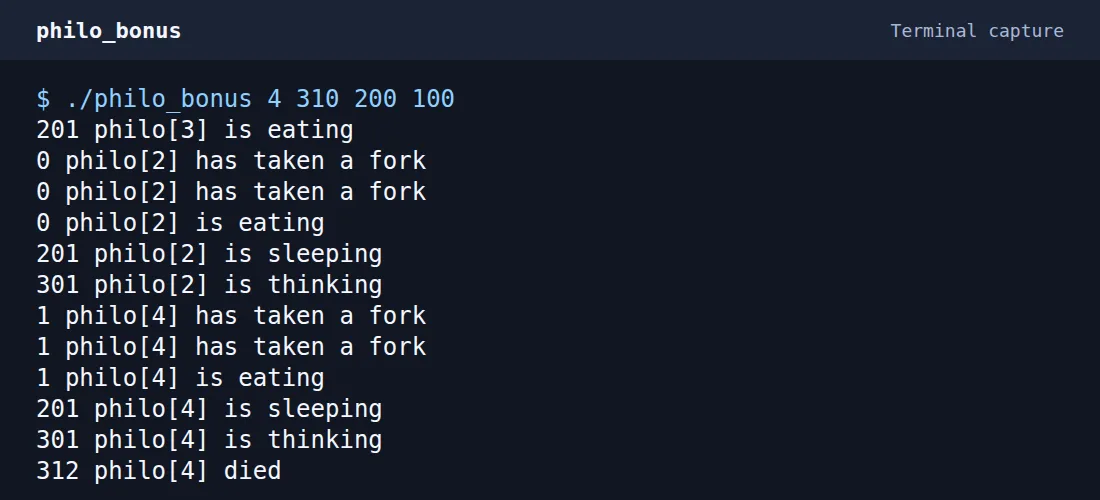 philo_bonus
Terminal capture
$ ./philo_bonus 4 310 200 100
201 philo[3] is eating
0 philo[2] has taken a fork
0 philo[2] has taken a fork
0 philo[2] is eating
201 philo[2] is sleeping
301 philo[2] is thinking
1 philo[4] has taken a fork
1 philo[4] has taken a fork
1 philo[4] is eating
201 philo[4] is sleeping
301 philo[4] is thinking
312 philo[4] died